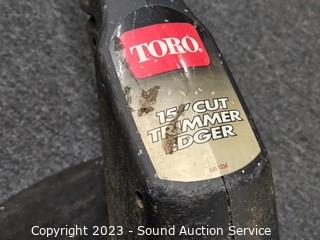 TORO
15" CUT
TRIMMER
EDGER
Copyright 2023 - Sound Auction Service